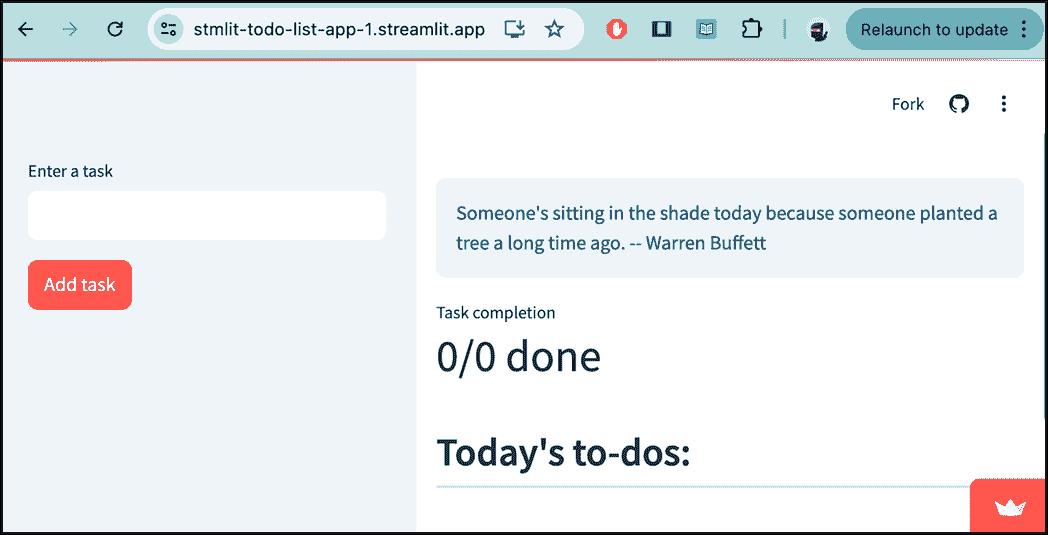 stmlit-todo-list-app-1.streamlit.app
Relaunch to update
Fork
Enter a task
Add task
Someone's sitting in the shade today because someone planted a
tree a long time ago. -- Warren Buffett
Task completion
0/0 done
Today's to-dos: